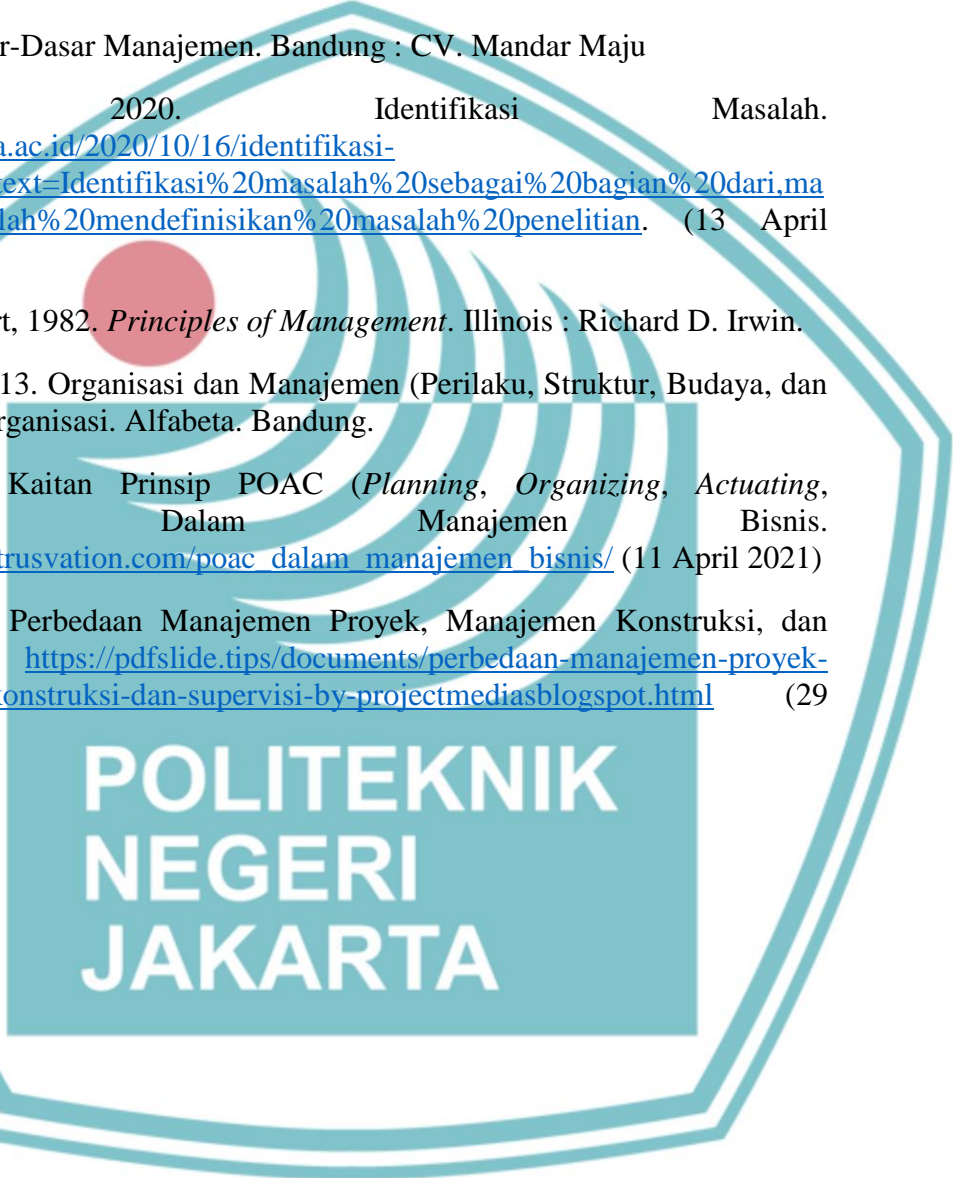 r-Dasar Manajemen. Bandung : CV. Mandar Maju
2020. Identifikasi Masalah.
a.ac.id/2020/10/16/identifikasi-
text=Identifikasi%20masalah%20sebagai%20bagian%20dari,ma
lah%20mendefinisikan%20masalah%20penelitian. (13 April
rt, 1982. Principles of Management. Illinois : Richard D. Irwin.
13. Organisasi dan Manajemen (Perilaku, Struktur, Budaya, dan
rganisasi. Alfabeta. Bandung.
Kaitan Prinsip POAC (Planning, Organizing, Actuating,
Dalam Manajemen Bisnis.
trusvation.com/poac_dalam_manajemen_bisnis/ (11 April 2021)
Perbedaan Manajemen Proyek, Manajemen Konstruksi, dan
https://pdfslide.tips/documents/perbedaan-manajemen-proyek-
konstruksi-dan-supervisi-by-projectmediasblogspot.html (29
POLITEKNIK
NEGERI
JAKARTA